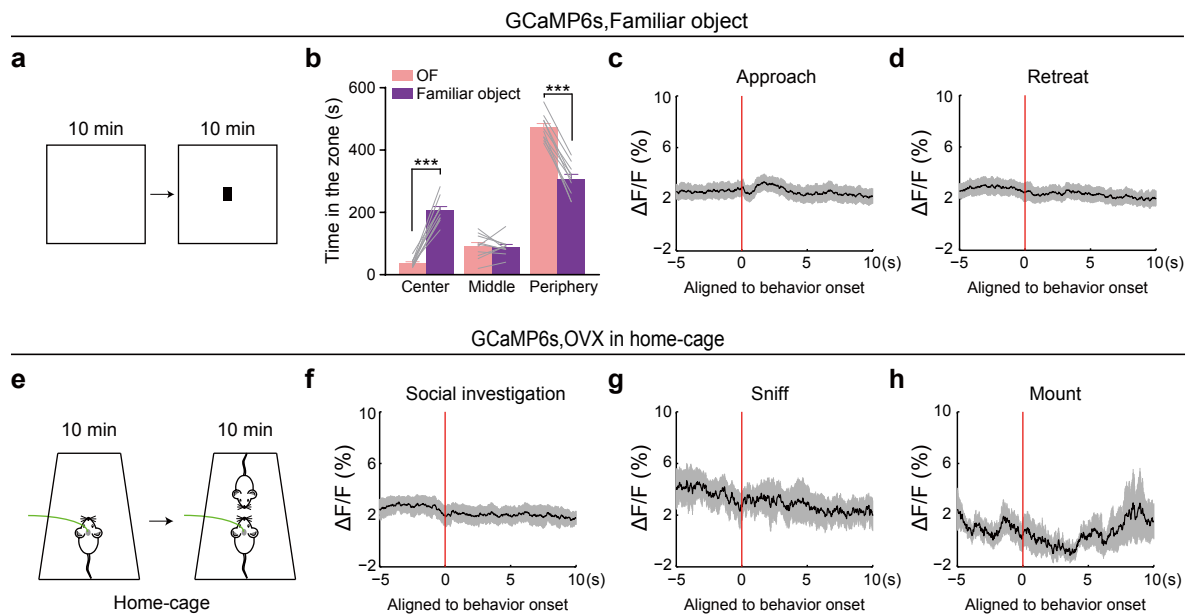 GCaMP6s,Familiar object
a
10 min
10 min
b
OF
Familiar object
Time in the zone (s)
600
400
200
0
***
***
Center
Middle
Periphery
c
Approach
ΔF/F (%)
10
6
2
−2
−5
0
5
10(s)
Aligned to behavior onset
d
Retreat
ΔF/F (%)
10
6
2
−2
−5
0
5
10(s)
Aligned to behavior onset
GCaMP6s,OVX in home-cage
e
10 min
10 min
Home-cage
f
Social investigation
ΔF/F (%)
10
6
2
−2
−5
0
5
10(s)
Aligned to behavior onset
g
Sniff
ΔF/F (%)
10
6
2
−2
−5
0
5
10(s)
Aligned to behavior onset
h
Mount
ΔF/F (%)
10
6
2
−2
−5
0
5
10(s)
Aligned to behavior onset